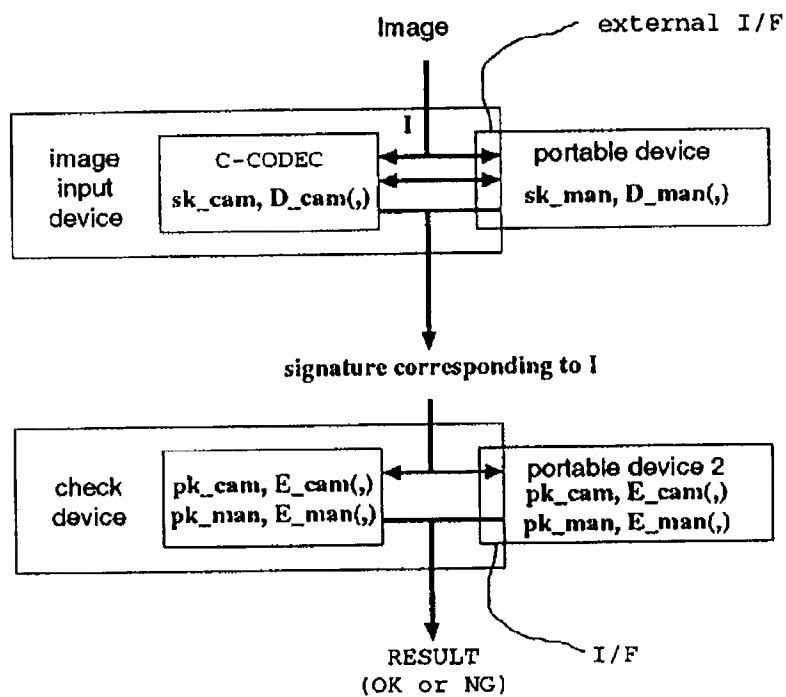 Image
external I/F
I
image
input
device
C-CODEC
sk_cam, D_cam(,)
portable device
sk_man, D_man(,)
signature corresponding to I
check
device
pk_cam, E_cam(,)
pk_man, E_man(,)
portable device 2
pk_cam, E_cam(,)
pk_man, E_man(,)
I/F
RESULT
(OK or NG)